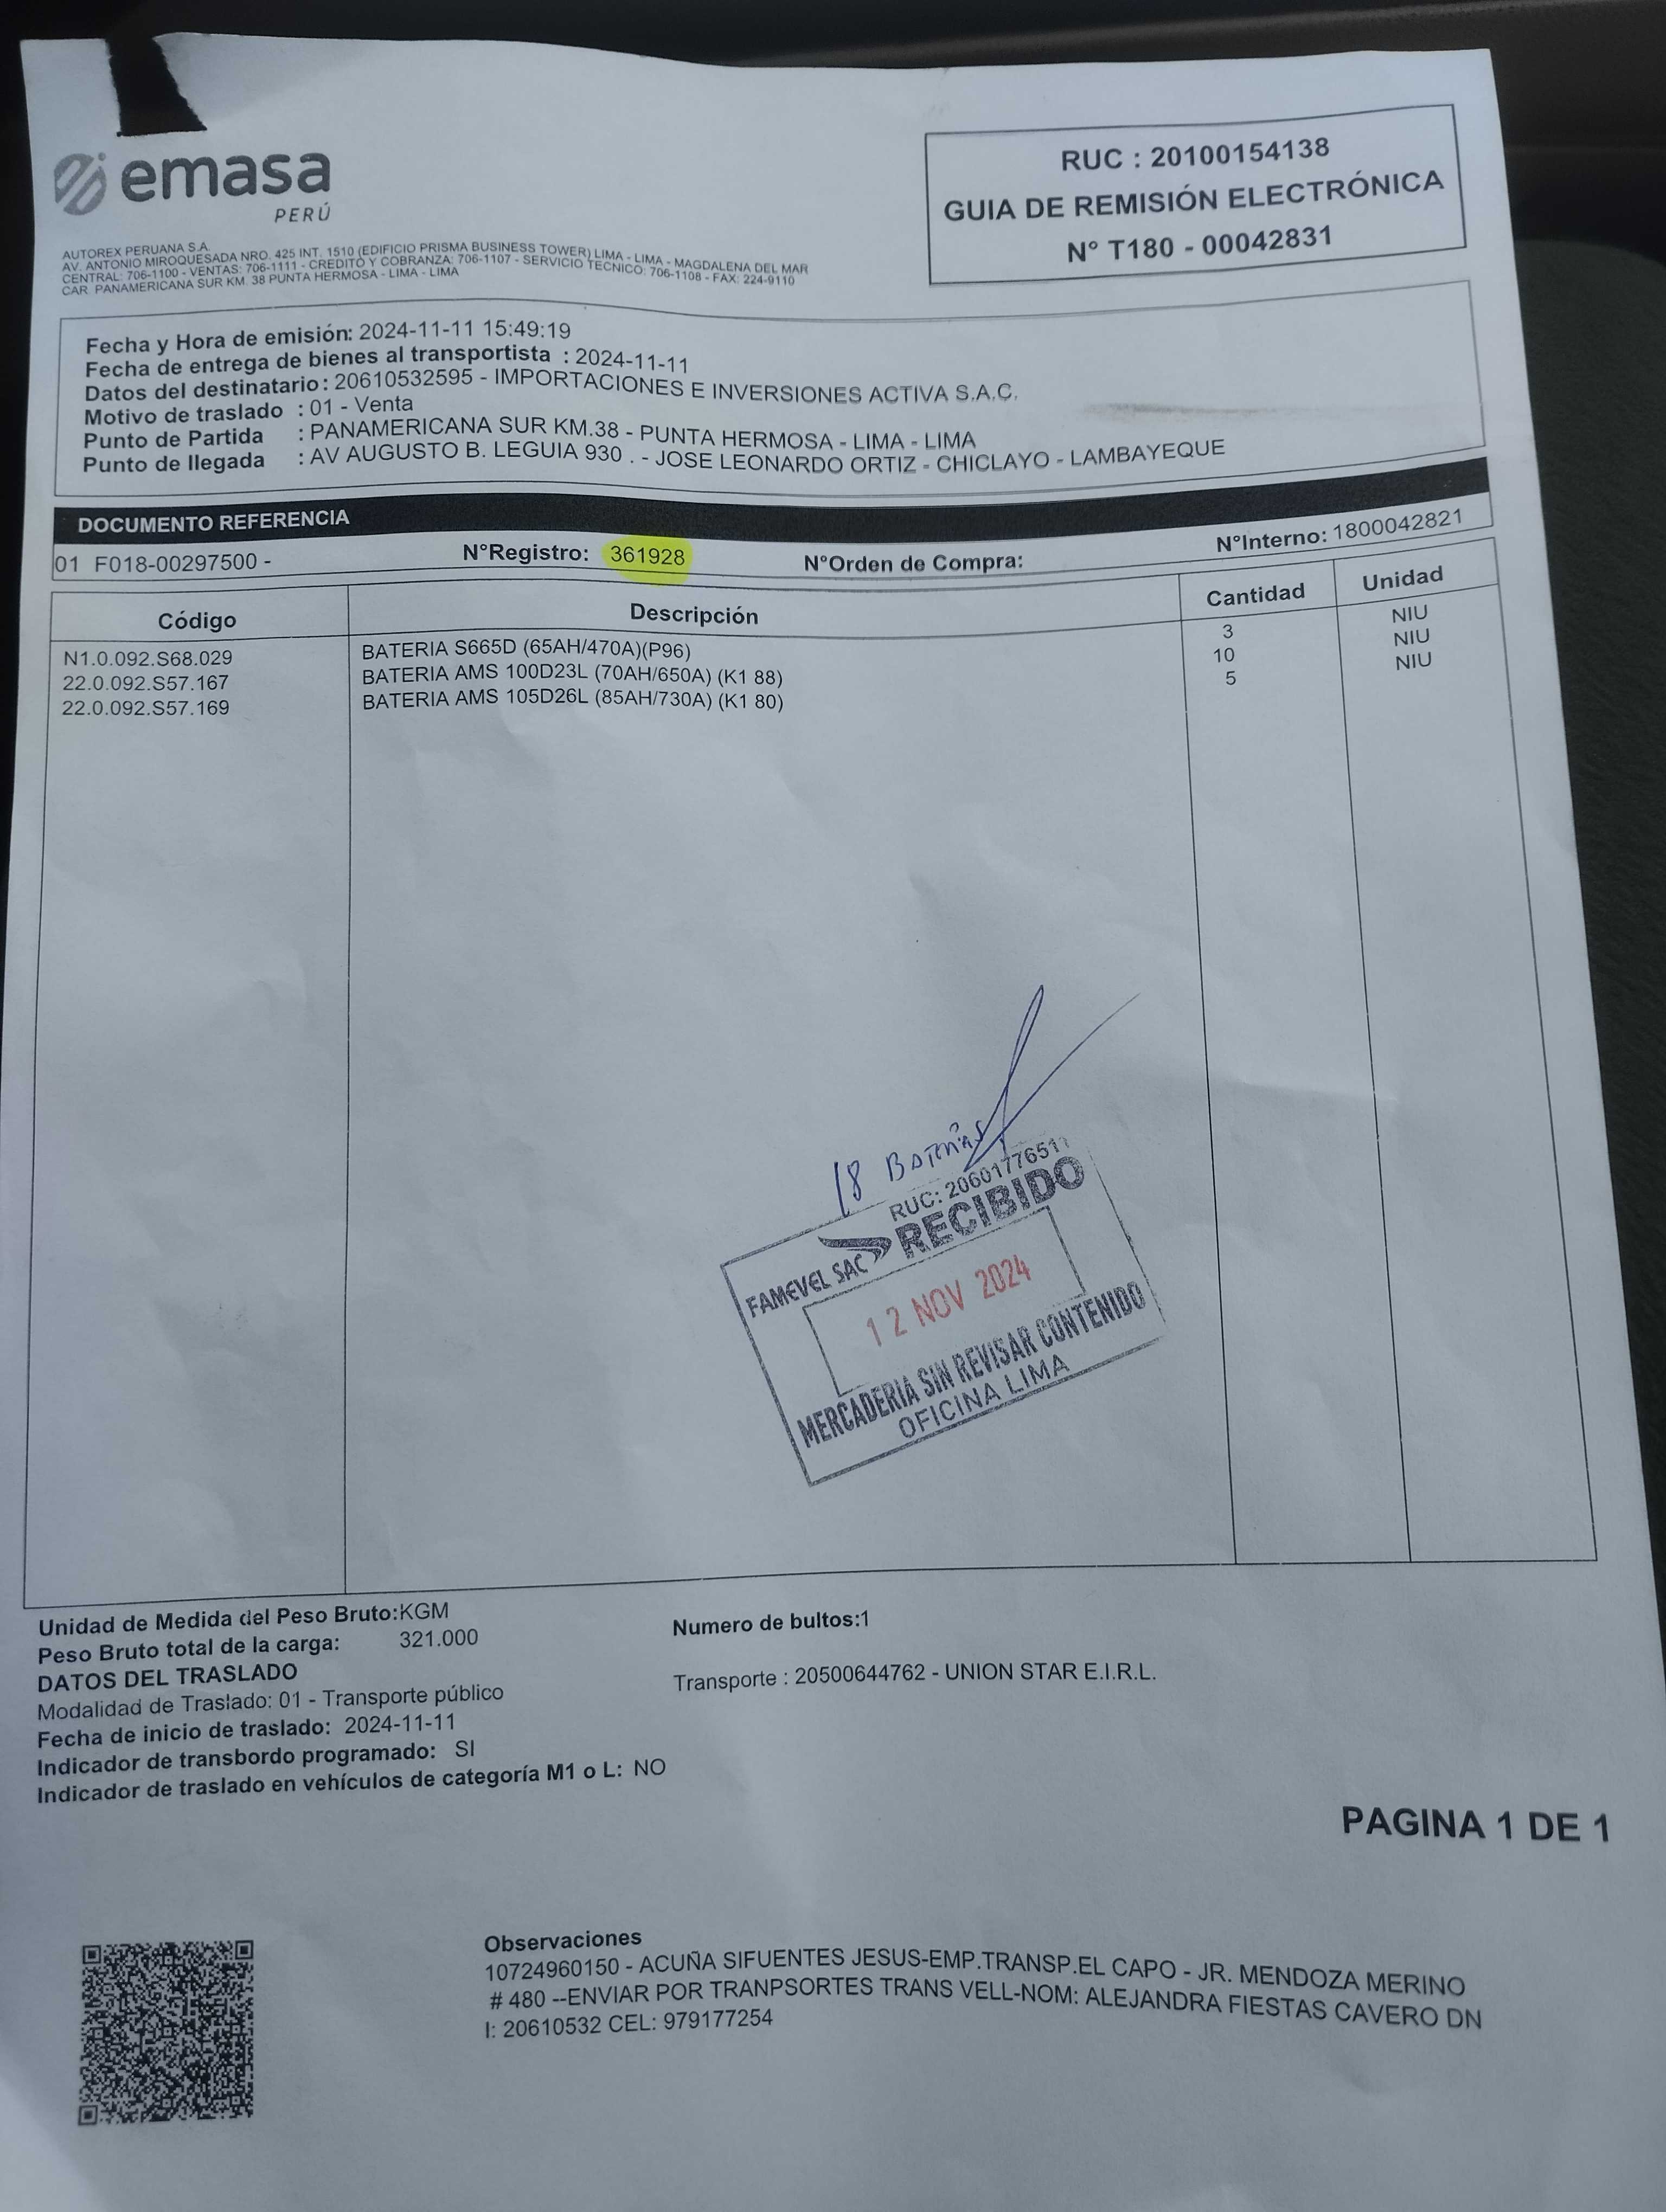 emasa
PERÚ
AUTOREX PERUANA S.A.
AV. ANTONIO MIROQUESADA NRO. 425 INT. 1510 (EDIFICIO PRISMA BUSINESS TOWER) LIMA - LIMA - MAGDALENA DEL MAR
CENTRAL: 706-1100 - VENTAS: 706-1111 - CREDITO Y COBRANZA: 706-1107 - SERVICIO TECNICO: 706-1108 - FAX: 224-9110
CAR. PANAMERICANA SUR KM. 38 PUNTA HERMOSA - LIMA - LIMA
RUC : 20100154138
GUIA DE REMISIÓN ELECTRÓNICA
N° T180 - 00042831
Fecha y Hora de emisión: 2024-11-11 15:49:19
Fecha de entrega de bienes al transportista : 2024-11-11
Datos del destinatario: 20610532595 - IMPORTACIONES E INVERSIONES ACTIVA S.A.C.
Motivo de traslado : 01 - Venta
Punto de Partida : PANAMERICANA SUR KM.38 - PUNTA HERMOSA - LIMA - LIMA
Punto de llegada : AV AUGUSTO B. LEGUIA 930 . - JOSE LEONARDO ORTIZ - CHICLAYO - LAMBAYEQUE
DOCUMENTO REFERENCIA
01 F018-00297500 - N°Registro: 361928 N°Orden de Compra: N°Interno: 1800042821
Código Descripción Cantidad Unidad
N1.0.092.S68.029 BATERIA S665D (65AH/470A)(P96) 3 NIU
22.0.092.S57.167 BATERIA AMS 100D23L (70AH/650A) (K1 88) 10 NIU
22.0.092.S57.169 BATERIA AMS 105D26L (85AH/730A) (K1 80) 5 NIU
18
RUC: 20601776511
FAMEVEL SAC RECIBIDO
12 NOV 2024
MERCADERIA SIN REVISAR CONTENIDO
OFICINA LIMA
Unidad de Medida del Peso Bruto:KGM Numero de bultos:1
Peso Bruto total de la carga: 321.000
DATOS DEL TRASLADO Transporte : 20500644762 - UNION STAR E.I.R.L.
Modalidad de Traslado: 01 - Transporte público
Fecha de inicio de traslado: 2024-11-11
Indicador de transbordo programado: SI
Indicador de traslado en vehículos de categoría M1 o L: NO
PAGINA 1 DE 1
Observaciones
10724960150 - ACUÑA SIFUENTES JESUS-EMP.TRANSP.EL CAPO - JR. MENDOZA MERINO
# 480 --ENVIAR POR TRANPSORTES TRANS VELL-NOM: ALEJANDRA FIESTAS CAVERO DN
I: 20610532 CEL: 979177254